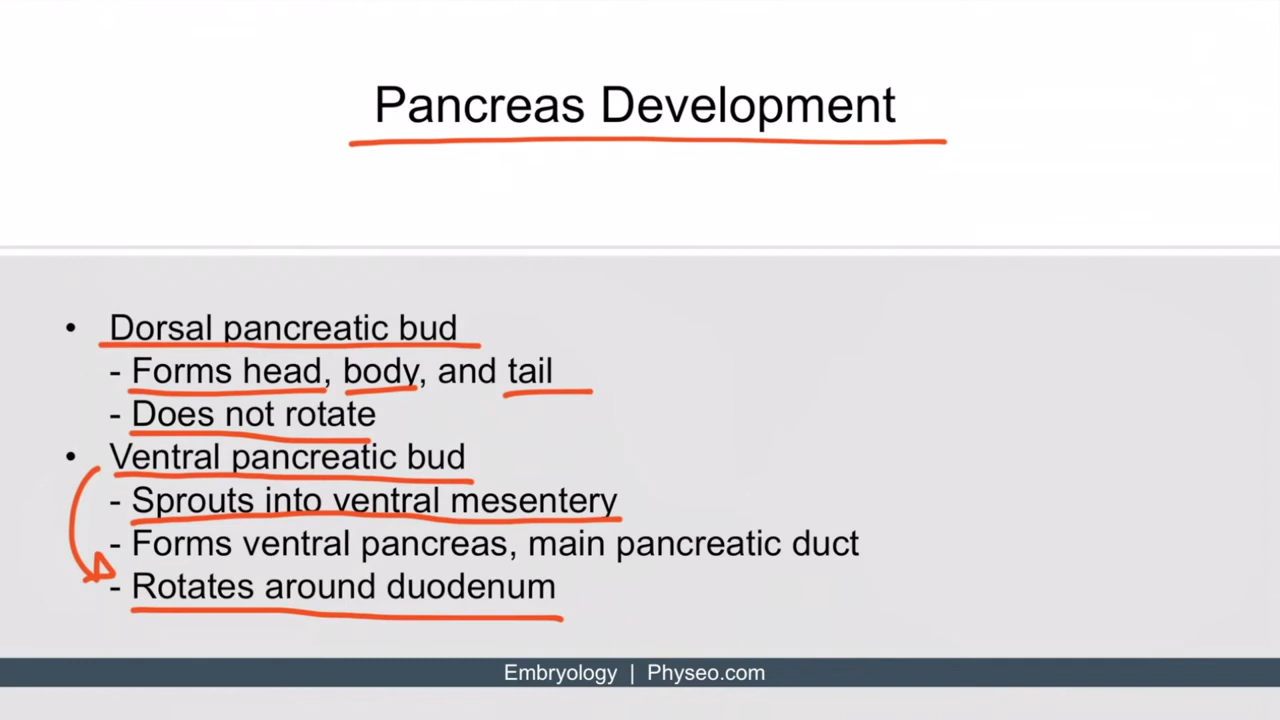 Pancreas Development
• Dorsal pancreatic bud
- Forms head, body, and tail
- Does not rotate
• Ventral pancreatic bud
- Sprouts into ventral mesentery
- Forms ventral pancreas, main pancreatic duct
- Rotates around duodenum
Embryology | Physeo.com